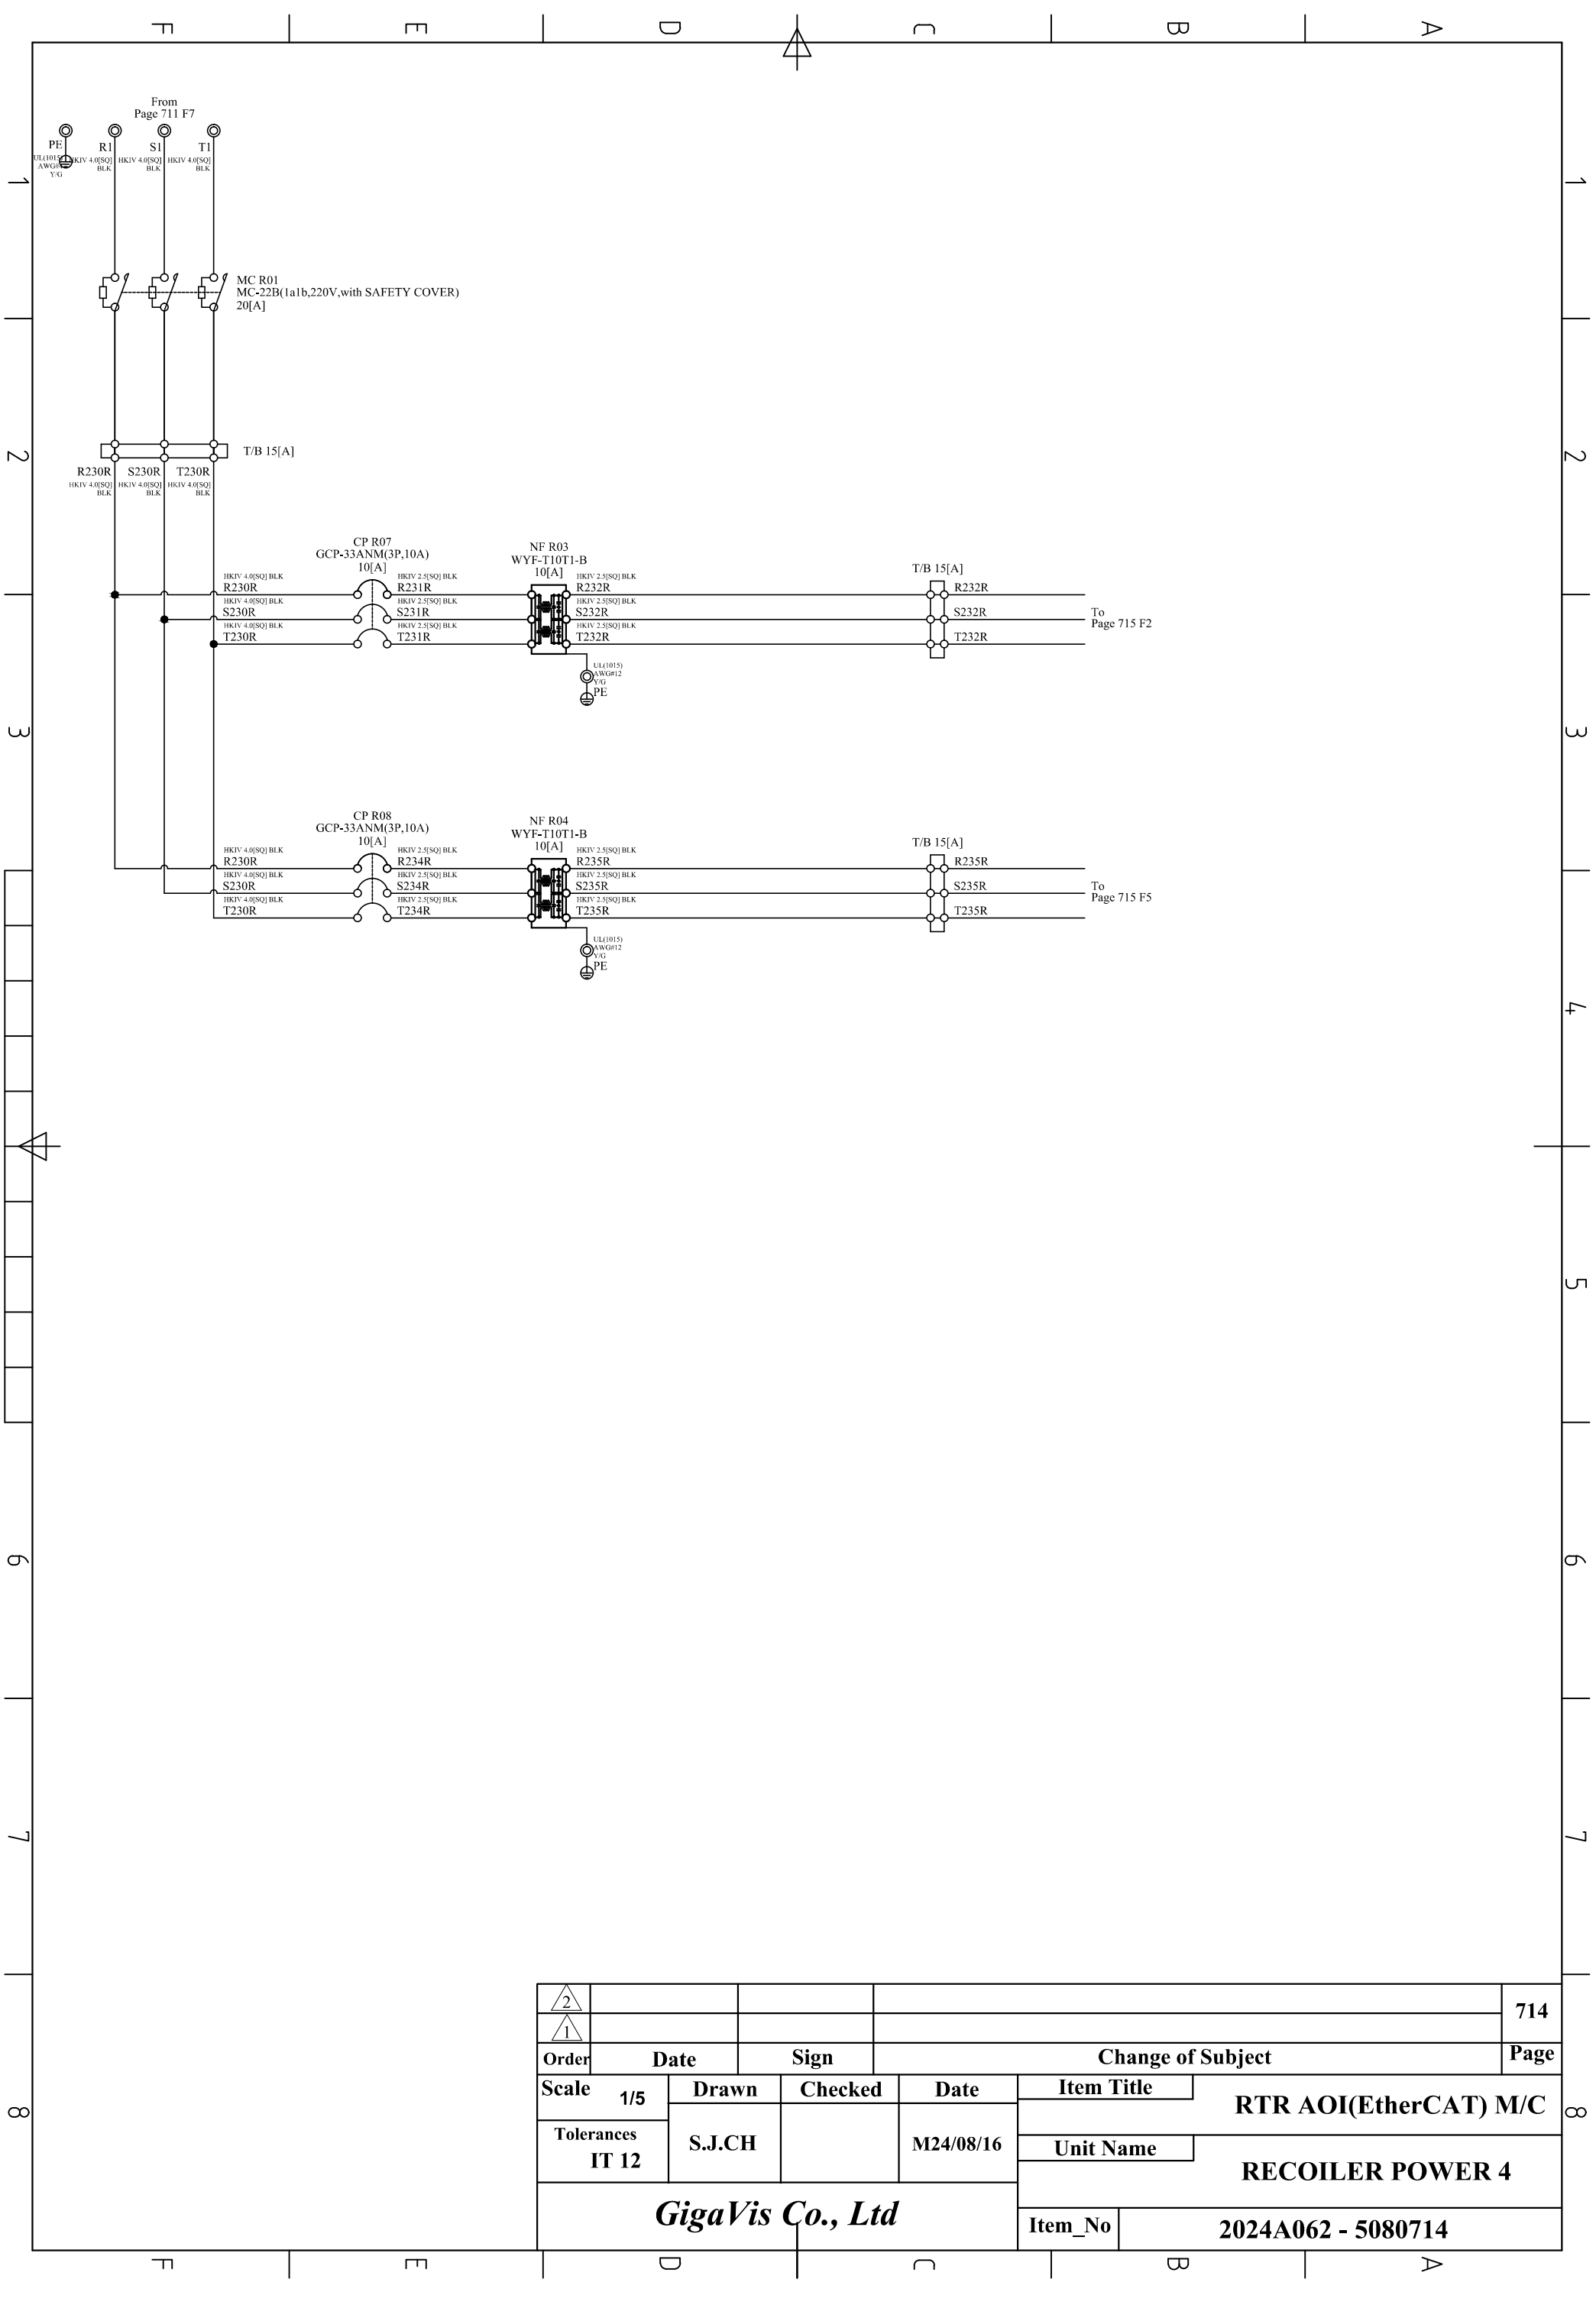 F E D C B A
From
Page 711 F7
PE R1 S1 T1
UL(1015)
AWG#12
Y/G
HKIV 4.0[SQ] HKIV 4.0[SQ] HKIV 4.0[SQ]
BLK BLK BLK
1 1
MC R01
MC-22B(1a1b,220V,with SAFETY COVER)
20[A]
T/B 15[A]
2 2
R230R S230R T230R
HKIV 4.0[SQ] HKIV 4.0[SQ] HKIV 4.0[SQ]
BLK BLK BLK
CP R07
GCP-33ANM(3P,10A)
10[A]
NF R03
WYF-T10T1-B
10[A]
T/B 15[A]
HKIV 4.0[SQ] BLK HKIV 2.5[SQ] BLK HKIV 2.5[SQ] BLK
R230R R231R R232R R232R
HKIV 4.0[SQ] BLK HKIV 2.5[SQ] BLK HKIV 2.5[SQ] BLK
S230R S231R S232R S232R
To
Page 715 F2
HKIV 4.0[SQ] BLK HKIV 2.5[SQ] BLK HKIV 2.5[SQ] BLK
T230R T231R T232R T232R
UL(1015)
AWG#12
Y/G
PE
3 3
CP R08
GCP-33ANM(3P,10A)
10[A]
NF R04
WYF-T10T1-B
10[A]
T/B 15[A]
HKIV 4.0[SQ] BLK HKIV 2.5[SQ] BLK HKIV 2.5[SQ] BLK
R230R R234R R235R R235R
HKIV 4.0[SQ] BLK HKIV 2.5[SQ] BLK HKIV 2.5[SQ] BLK
S230R S234R S235R S235R
To
Page 715 F5
HKIV 4.0[SQ] BLK HKIV 2.5[SQ] BLK HKIV 2.5[SQ] BLK
T230R T234R T235R T235R
UL(1015)
AWG#12
Y/G
PE
4
5
6 6
7 7
2
1
714
Order Date Sign Change of Subject Page
Scale 1/5 Drawn Checked Date Item Title
RTR AOI(EtherCAT) M/C
8 8
Tolerances
IT 12
S.J.CH M24/08/16
Unit Name
RECOILER POWER 4
GigaVis Co., Ltd
Item_No 2024A062 - 5080714
F E D C B A